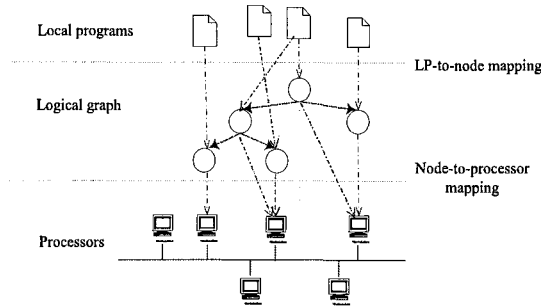 Local programs
LP-to-node mapping
Logical graph
Node-to-processor
mapping
Processors